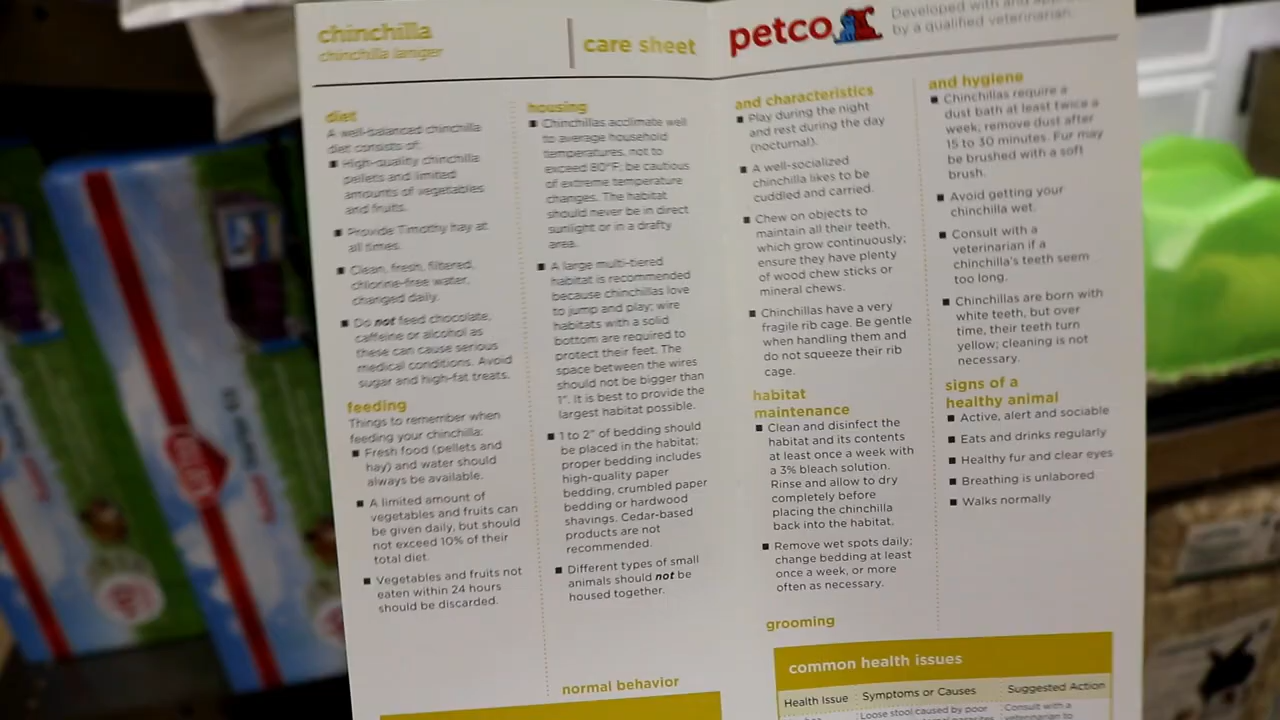 chinchilla
chinchilla laniger
care sheet
petco
Developed with and
by a qualified veterinarian.
diet
A well-balanced chinchilla
diet consists of:
■ High-quality chinchilla
pellets and limited
amounts of vegetables
and fruits.
■ Provide Timothy hay at
all times.
■ Clean, fresh, filtered,
chlorine-free water,
changed daily.
■ Do not feed chocolate,
caffeine or alcohol as
these can cause serious
medical conditions. Avoid
sugar and high-fat treats.
feeding
Things to remember when
feeding your chinchilla:
■ Fresh food (pellets and
hay) and water should
always be available.
■ A limited amount of
vegetables and fruits can
be given daily, but should
not exceed 10% of their
total diet.
■ Vegetables and fruits not
eaten within 24 hours
should be discarded.
housing
■ Chinchillas acclimate well
to average household
temperatures, not to
exceed 80°F; be cautious
of extreme temperature
changes. The habitat
should never be in direct
sunlight or in a drafty
area.
■ A large multi-tiered
habitat is recommended
because chinchillas love
to jump and play; wire
habitats with a solid
bottom are required to
protect their feet. The
space between the wires
should not be bigger than
1". It is best to provide the
largest habitat possible.
■ 1 to 2" of bedding should
be placed in the habitat;
proper bedding includes
high-quality paper
bedding, crumbled paper
bedding or hardwood
shavings. Cedar-based
products are not
recommended.
■ Different types of small
animals should not be
housed together.
normal behavior
and characteristics
■ Play during the night
and rest during the day
(nocturnal).
■ A well-socialized
chinchilla likes to be
cuddled and carried.
■ Chew on objects to
maintain all their teeth,
which grow continuously;
ensure they have plenty
of wood chew sticks or
mineral chews.
■ Chinchillas have a very
fragile rib cage. Be gentle
when handling them and
do not squeeze their rib
cage.
habitat
maintenance
■ Clean and disinfect the
habitat and its contents
at least once a week with
a 3% bleach solution.
Rinse and allow to dry
completely before
placing the chinchilla
back into the habitat.
■ Remove wet spots daily;
change bedding at least
once a week, or more
often as necessary.
grooming
and hygiene
■ Chinchillas require a
dust bath at least twice a
week, remove dust after
15 to 30 minutes. Fur may
be brushed with a soft
brush.
■ Avoid getting your
chinchilla wet.
■ Consult with a
veterinarian if a
chinchilla's teeth seem
too long.
■ Chinchillas are born with
white teeth, but over
time, their teeth turn
yellow; cleaning is not
necessary.
signs of a
healthy animal
■ Active, alert and sociable
■ Eats and drinks regularly
■ Healthy fur and clear eyes
■ Breathing is unlabored
■ Walks normally
common health issues
Health Issue
Symptoms or Causes
Suggested Action
Loose stool caused by poor
Consult with a